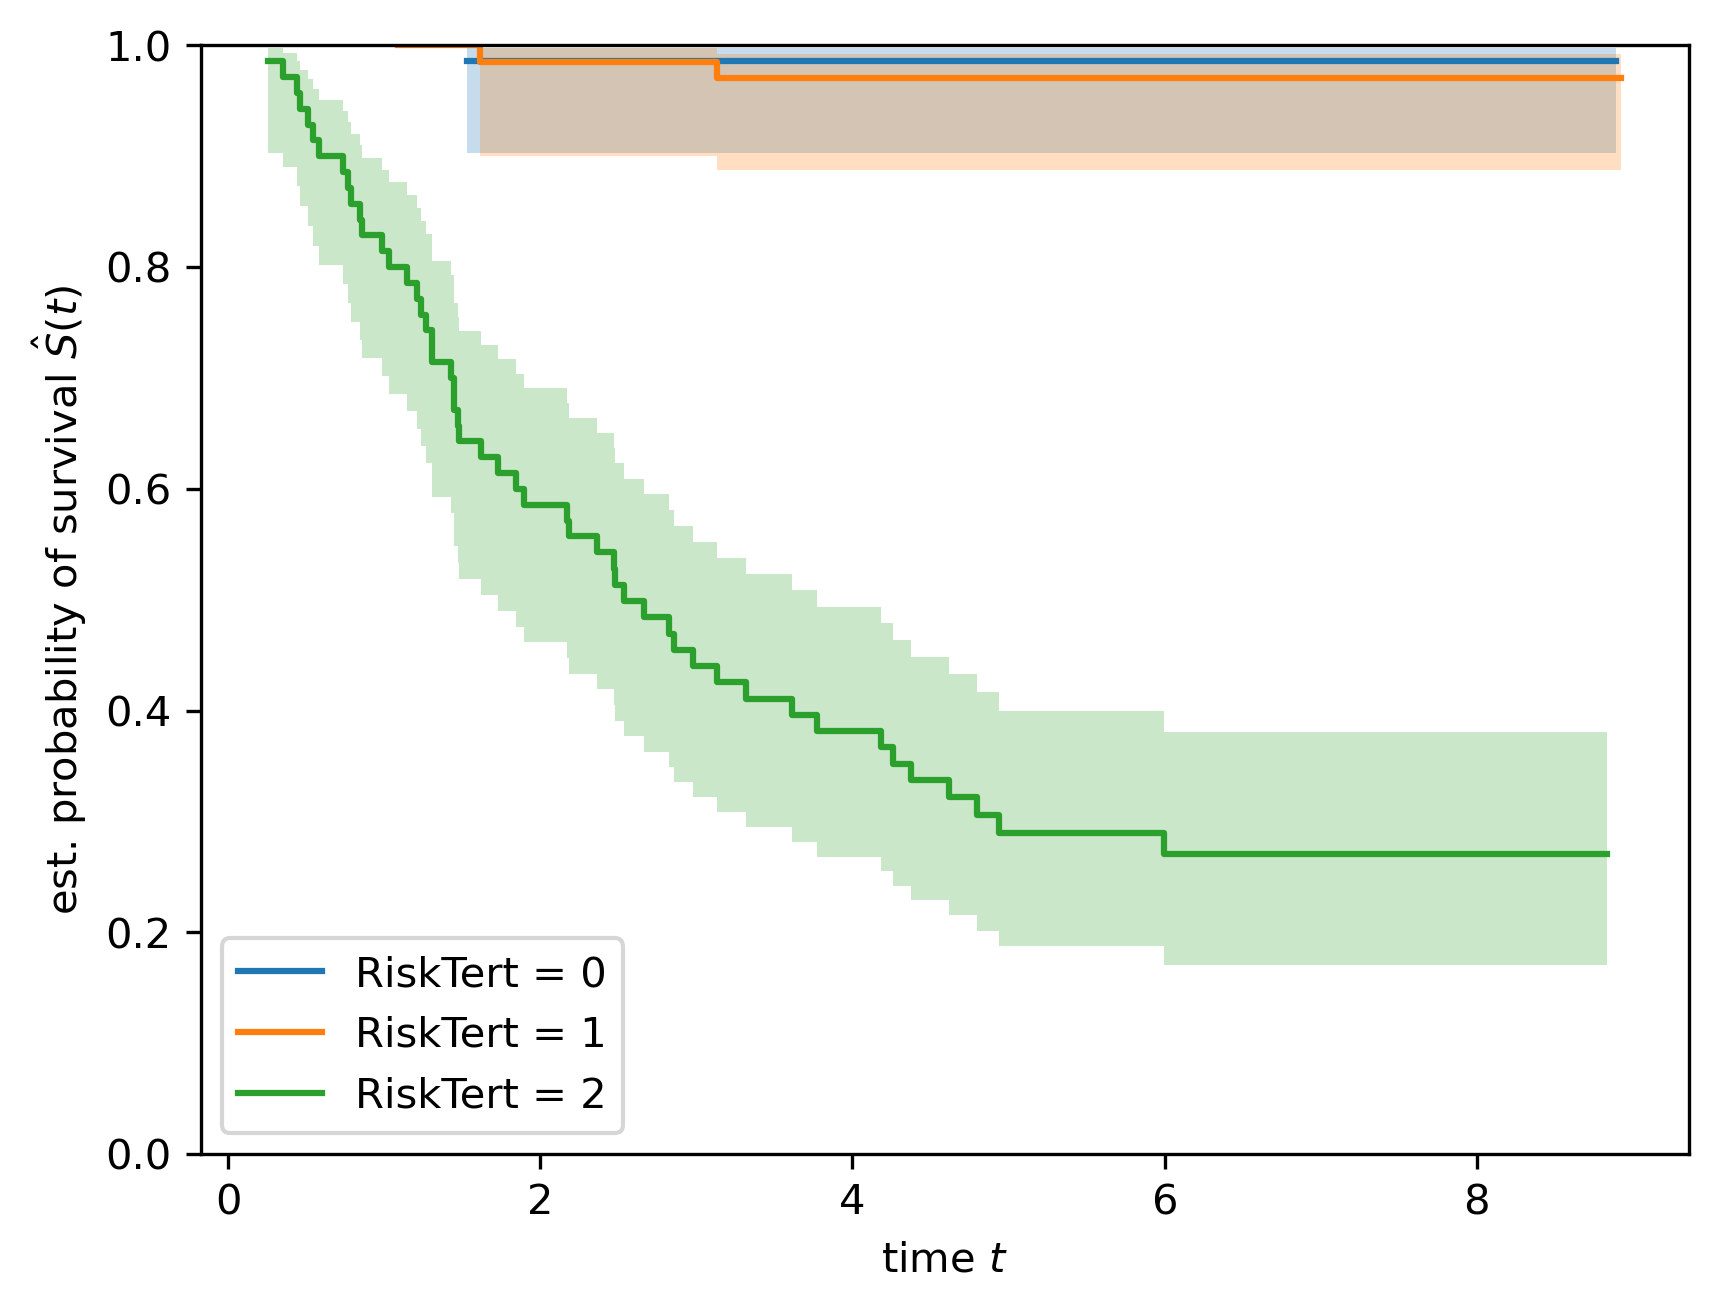 1.0
0.8
0.6
0.4
0.2
0.0
est. probability of survival Ŝ(t)
RiskTert = 0
RiskTert = 1
RiskTert = 2
0 2 4 6 8
time t